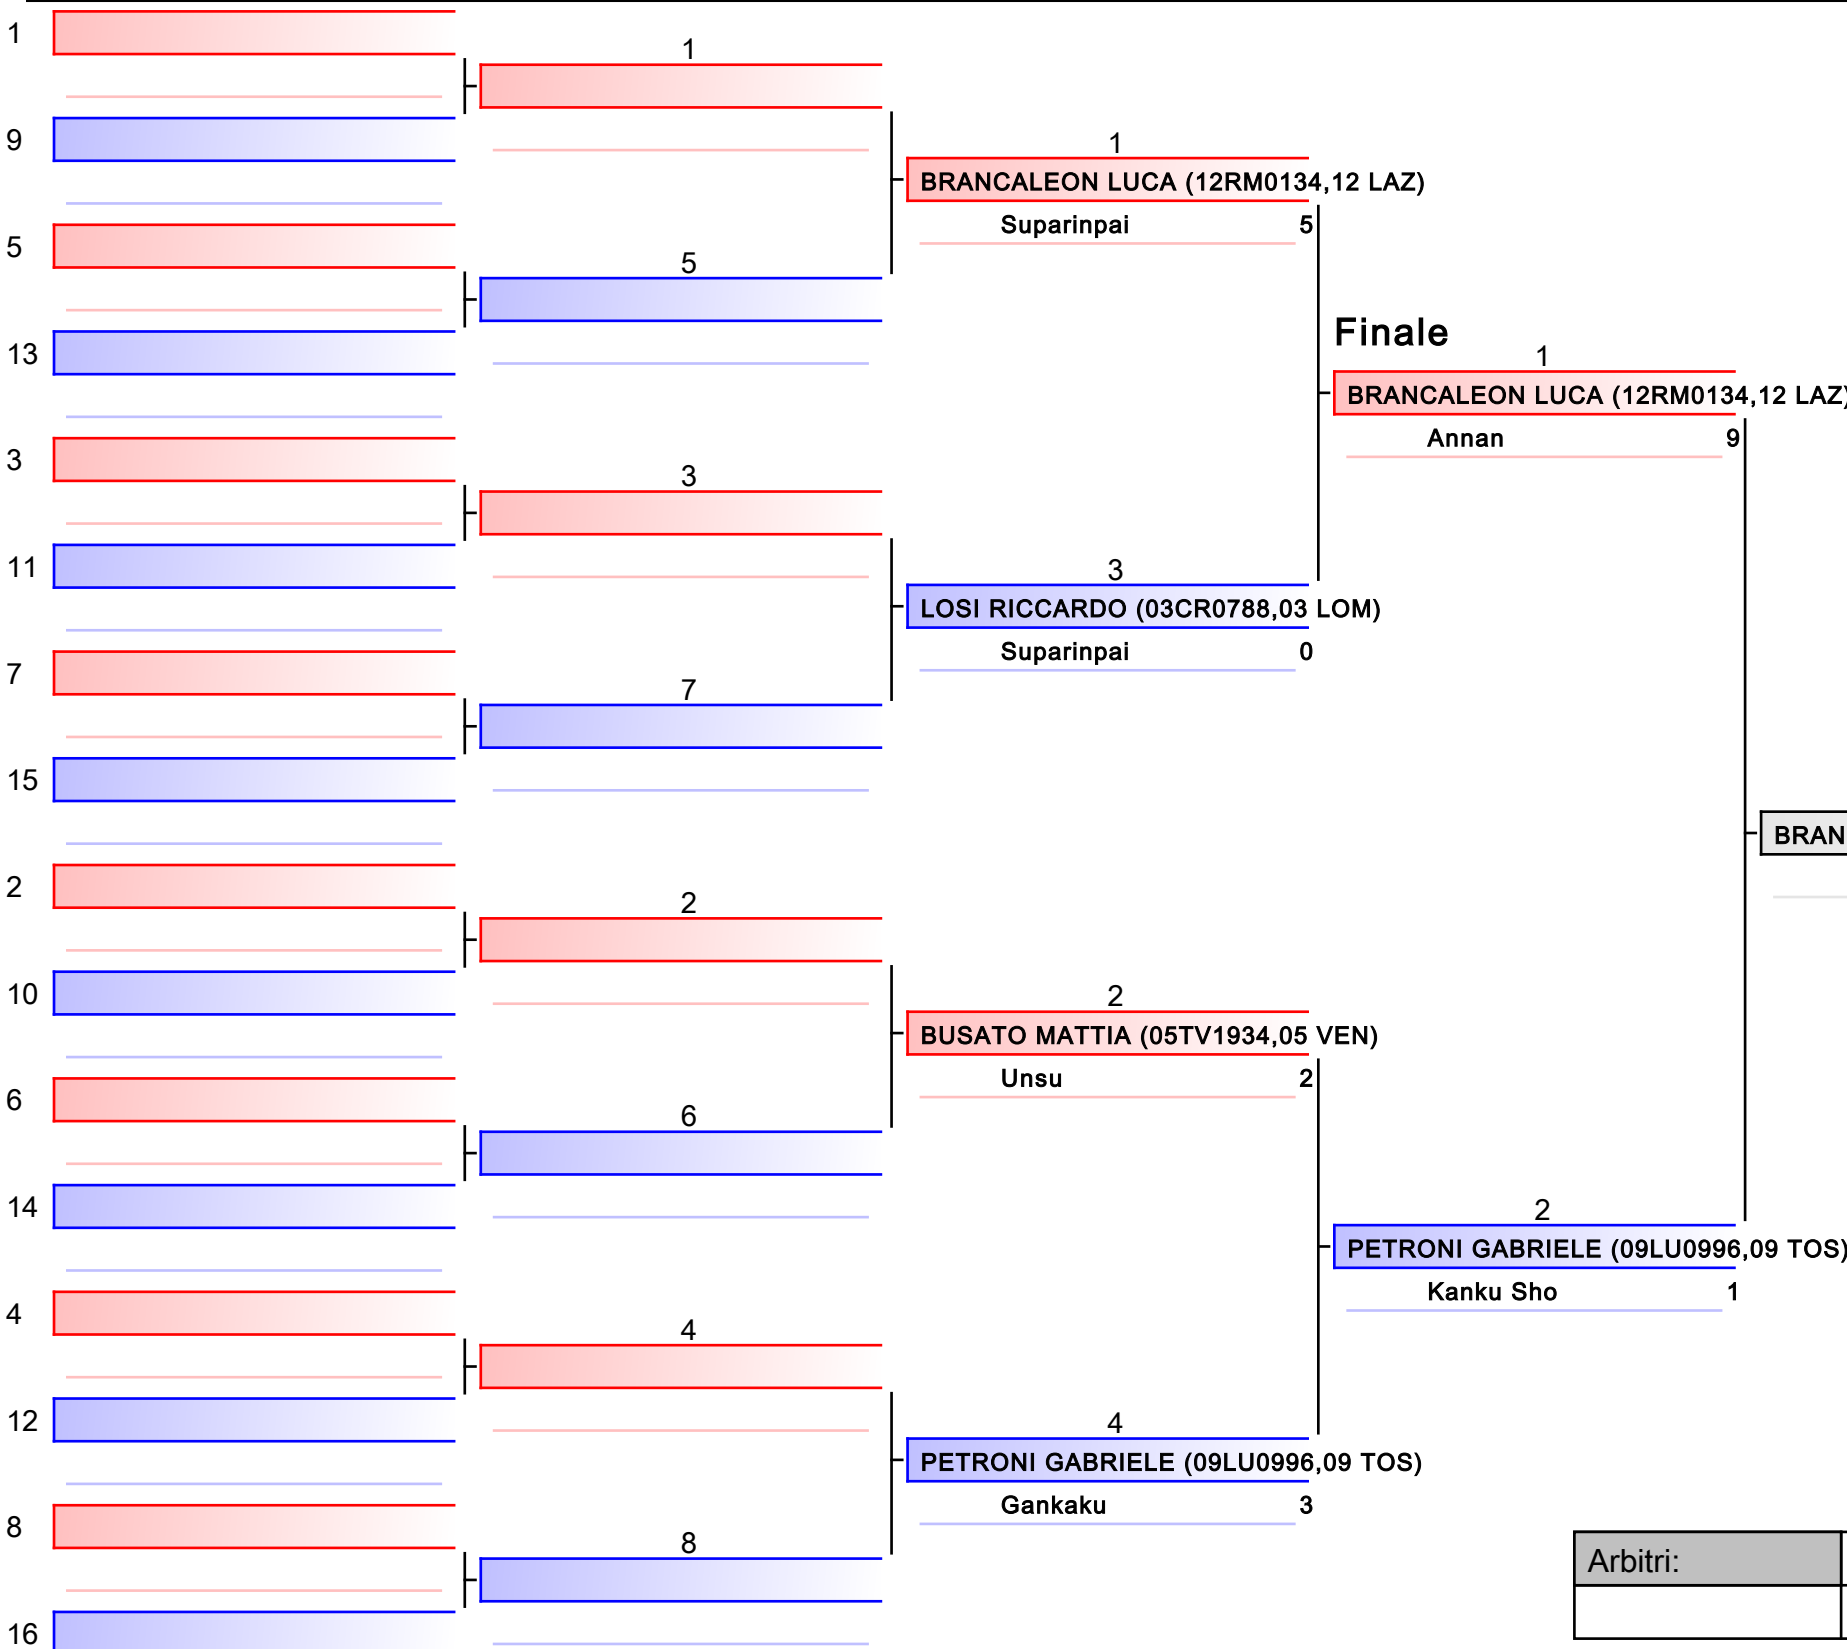 1
1
9
1
BRANCALEON LUCA (12RM0134,12 LAZ)
Suparinpai 5
5
5
Finale
13
1
BRANCALEON LUCA (12RM0134,12 LAZ)
Annan 9
3
3
11
3
LOSI RICCARDO (03CR0788,03 LOM)
Suparinpai 0
7
7
15
BRAN
2
2
10
2
BUSATO MATTIA (05TV1934,05 VEN)
Unsu 2
6
6
14
2
PETRONI GABRIELE (09LU0996,09 TOS)
Kanku Sho 1
4
4
12
4
PETRONI GABRIELE (09LU0996,09 TOS)
Gankaku 3
8
8
Arbitri:
16